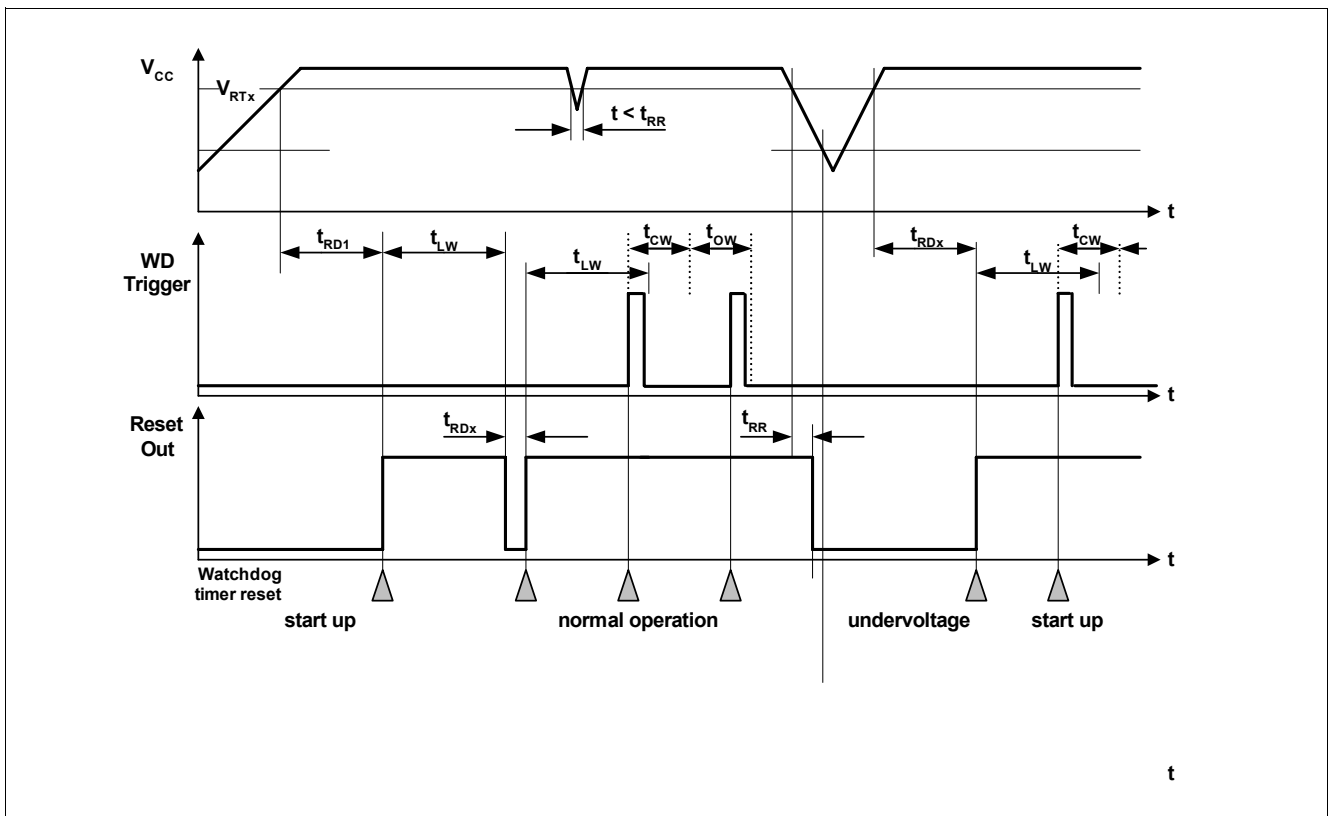 VCC
VRTx
t < tRR
t
tRD1
tLW
tLW
tCW
tOW
tRDx
tLW
tCW
WD
Trigger
t
Reset
Out
tRDx
tRR
t
Watchdog
timer reset
start up
normal operation
undervoltage
start up
t